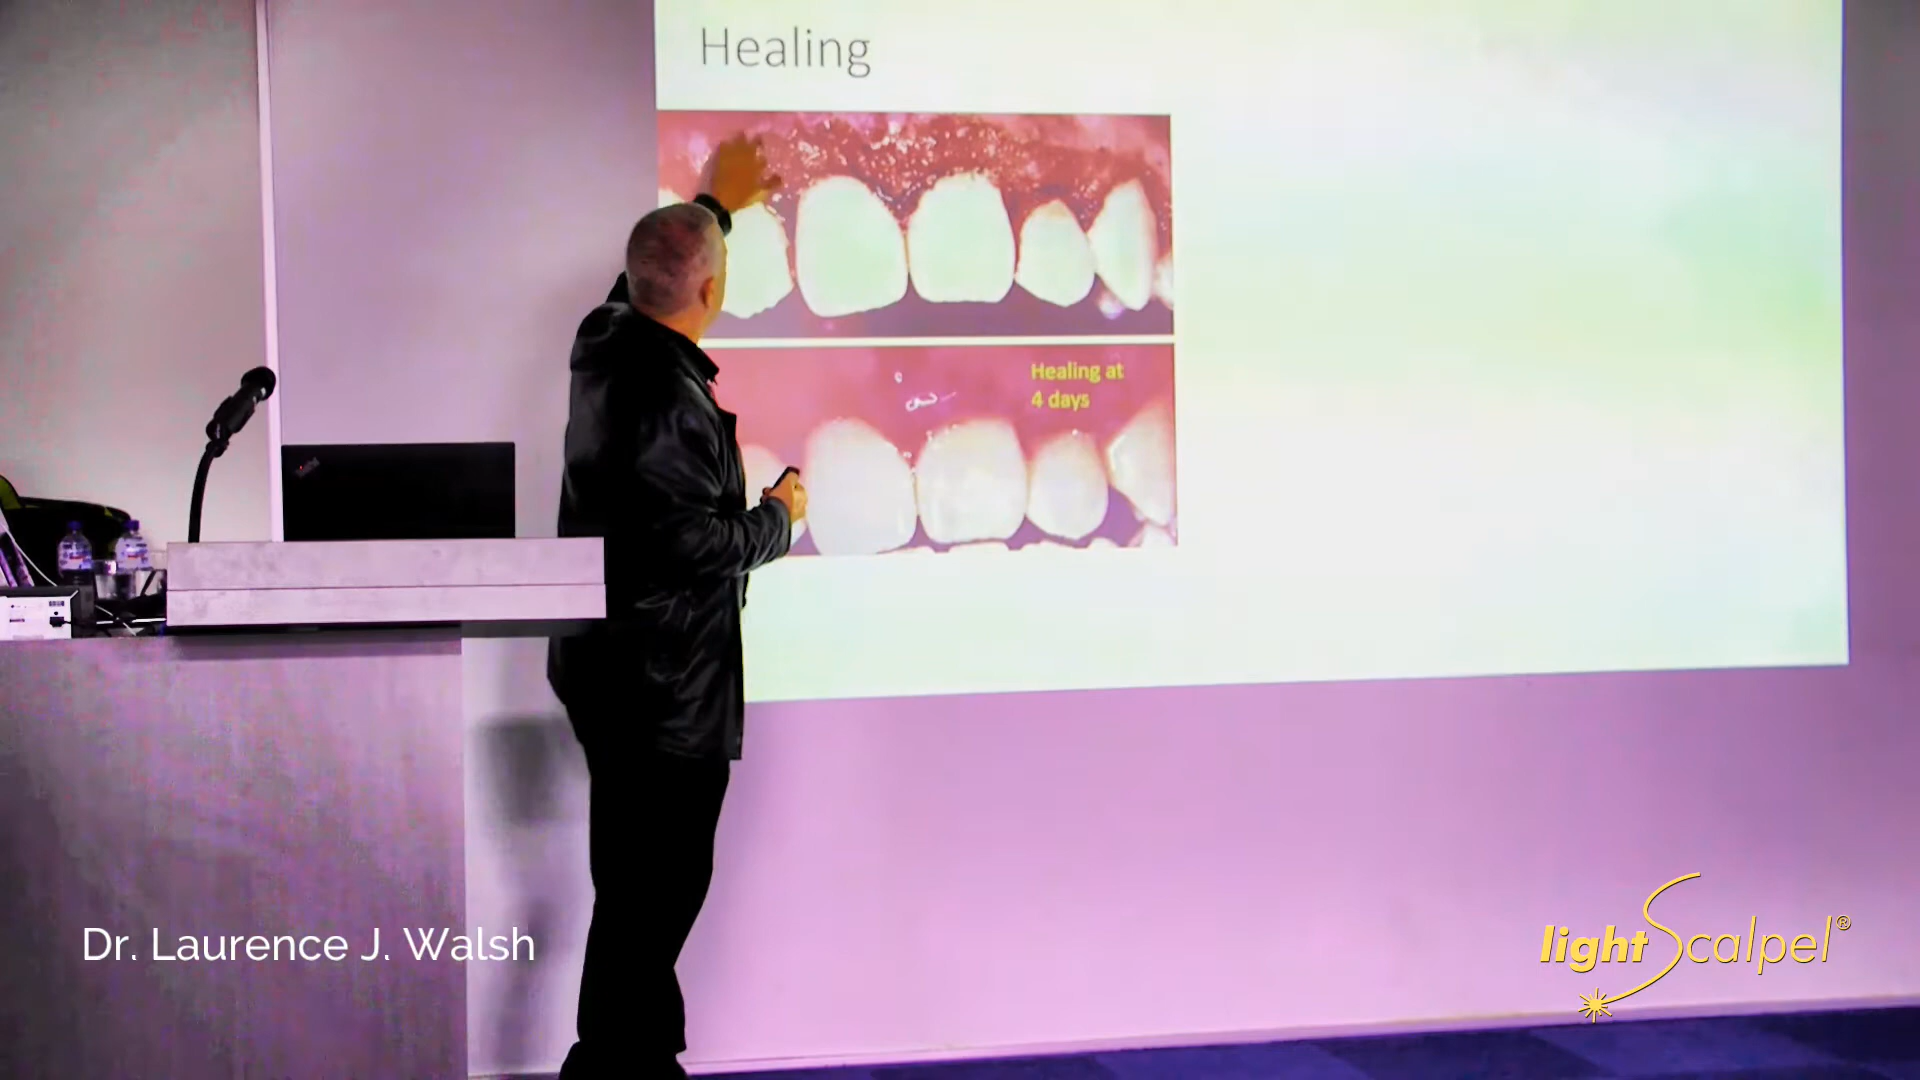 Healing
Healing at
4 days
Dr. Laurence J. Walsh
lightScalpel®